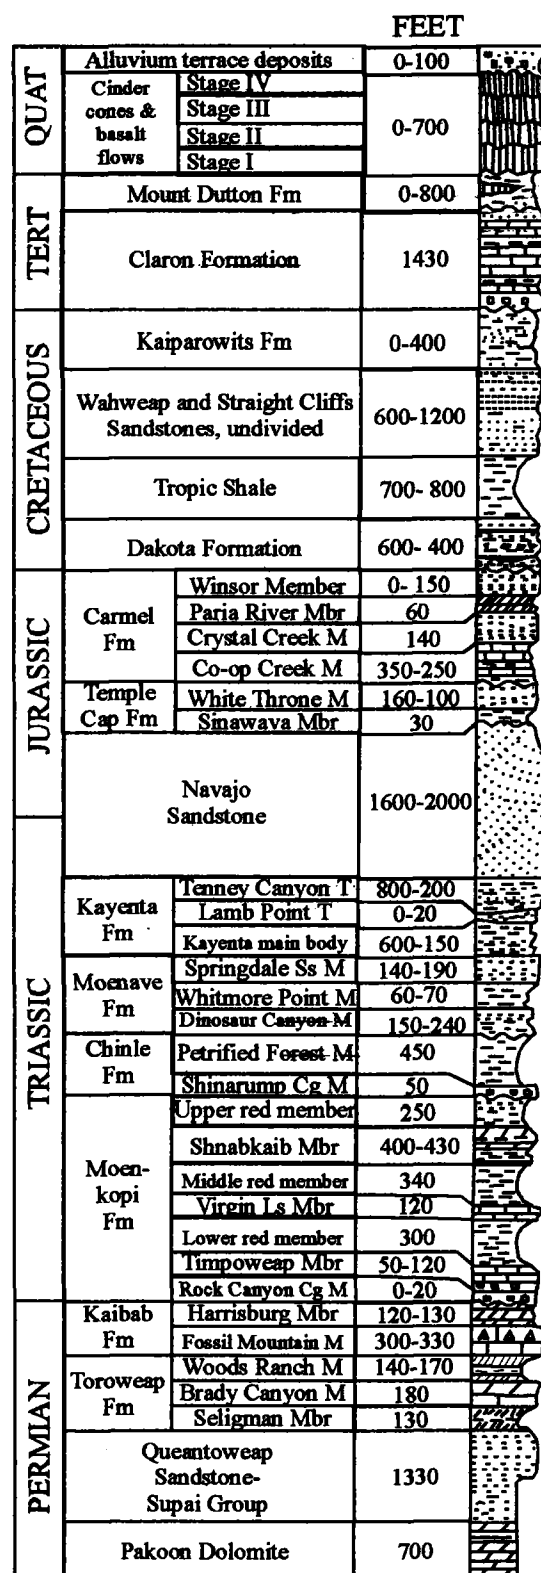 FEET
QUAT
Alluvium terrace deposits 0-100
Cinder cones & basalt flows
Stage IV
Stage III
Stage II
Stage I
0-700
TERT
Mount Dutton Fm 0-800
Claron Formation 1430
CRETACEOUS
Kaiparowits Fm 0-400
Wahweap and Straight Cliffs
Sandstones, undivided
600-1200
Tropic Shale 700- 800
Dakota Formation 600- 400
JURASSIC
Carmel
Fm
Winsor Member 0- 150
Paria River Mbr 60
Crystal Creek M 140
Co-op Creek M 350-250
Temple
Cap Fm
White Throne M 160-100
Sinawava Mbr 30
Navajo
Sandstone
1600-2000
TRIASSIC
Kayenta
Fm
Tenney Canyon T 800-200
Lamb Point T 0-20
Kayenta main body 600-150
Moenave
Fm
Springdale Ss M 140-190
Whitmore Point M 60-70
Dinosaur Canyon M 150-240
Chinle
Fm
Petrified Forest M 450
Shinarump Cg M 50
Moen-
kopi
Fm
Upper red member 250
Shnabkaib Mbr 400-430
Middle red member 340
Virgin Ls Mbr 120
Lower red member 300
Timpoweap Mbr 50-120
Rock Canyon Cg M 0-20
PERMIAN
Kaibab
Fm
Harrisburg Mbr 120-130
Fossil Mountain M 300-330
Toroweap
Fm
Woods Ranch M 140-170
Brady Canyon M 180
Seligman Mbr 130
Queantoweap
Sandstone-
Supai Group
1330
Pakoon Dolomite 700